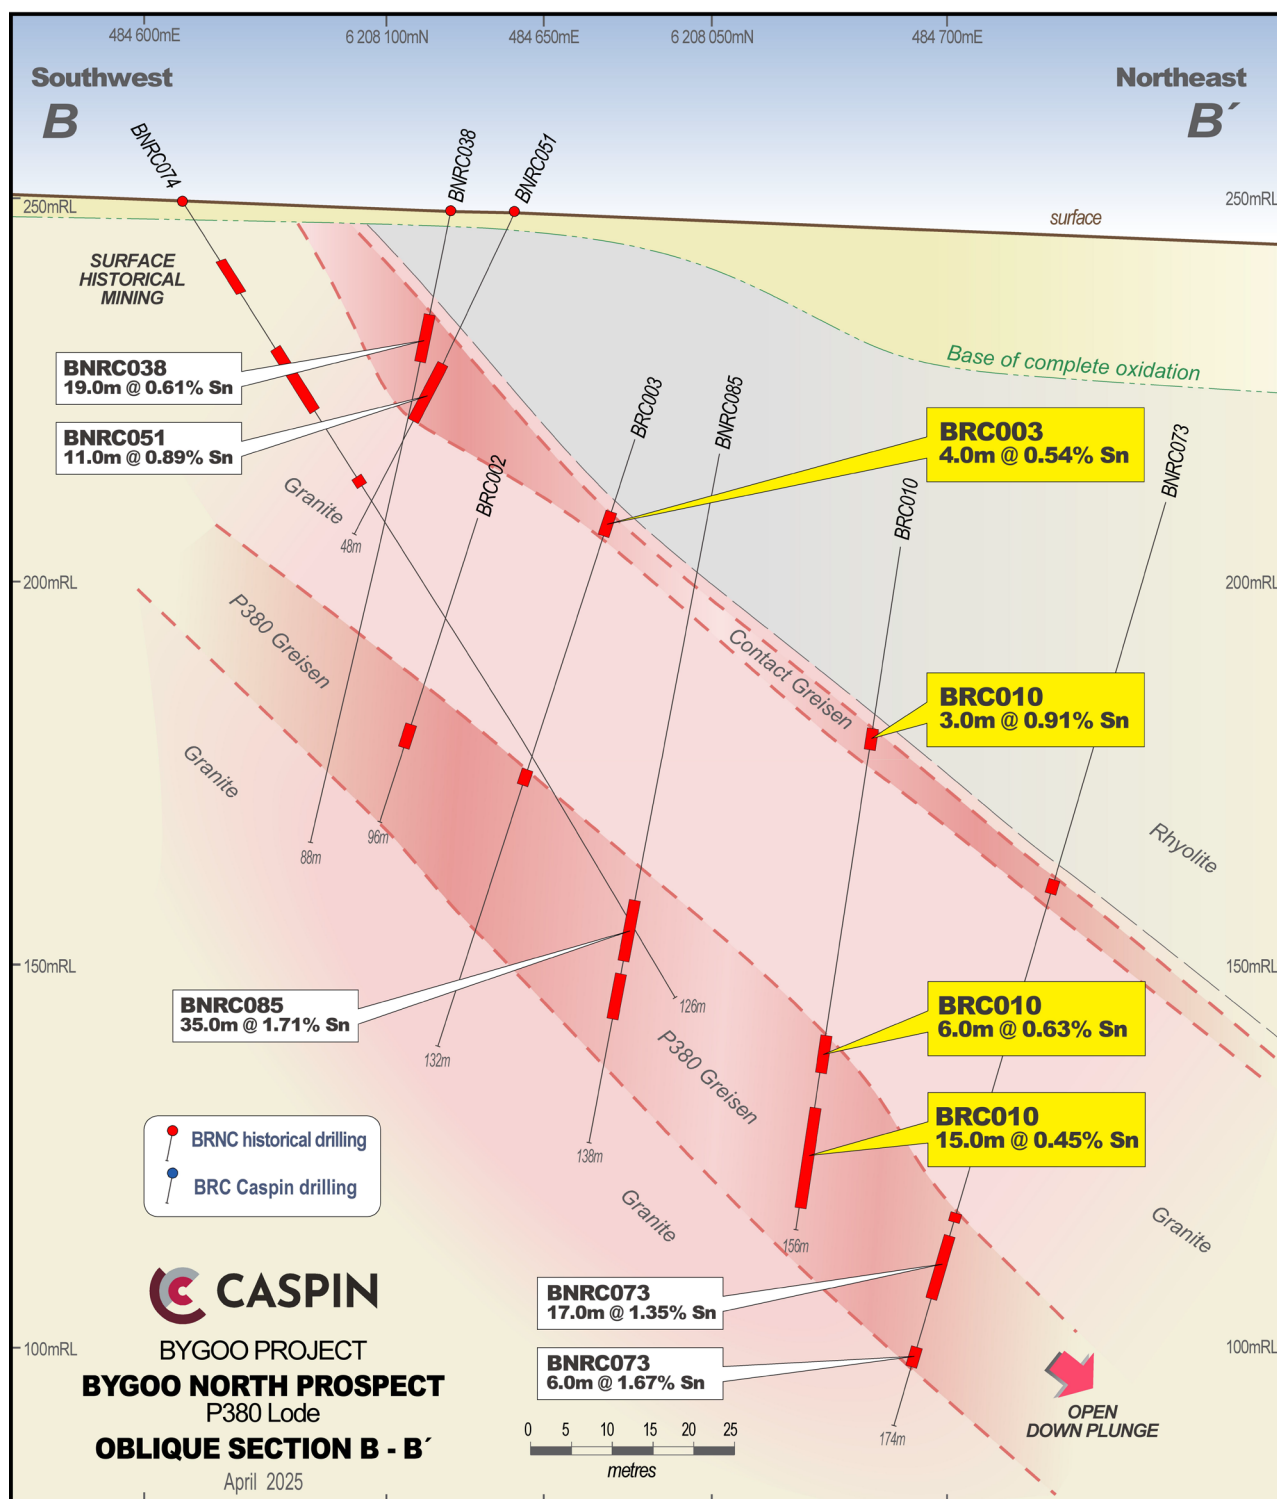 484 600mE
6 208 100mN
484 650mE
6 208 050mN
484 700mE
Southwest
B
Northeast
B´
BNRC074
BNRC038
BNRC051
250mRL
250mRL
surface
SURFACE
HISTORICAL
MINING
Base of complete oxidation
BNRC038
19.0m @ 0.61% Sn
BNRC051
11.0m @ 0.89% Sn
BRC003
BNRC085
BRC003
4.0m @ 0.54% Sn
BNRC073
BRC002
BRC010
Granite
48m
200mRL
200mRL
P380 Greisen
Contact Greisen
BRC010
3.0m @ 0.91% Sn
Granite
88m
96m
Rhyolite
150mRL
150mRL
BNRC085
35.0m @ 1.71% Sn
126m
132m
P380 Greisen
BRC010
6.0m @ 0.63% Sn
BRC010
15.0m @ 0.45% Sn
BRNC historical drilling
BRC Caspin drilling
138m
Granite
156m
Granite
CASPIN
BNRC073
17.0m @ 1.35% Sn
BNRC073
6.0m @ 1.67% Sn
100mRL
100mRL
BYGOO PROJECT
BYGOO NORTH PROSPECT
P380 Lode
OBLIQUE SECTION B - B´
April 2025
0 5 10 15 20 25
metres
174m
OPEN
DOWN PLUNGE